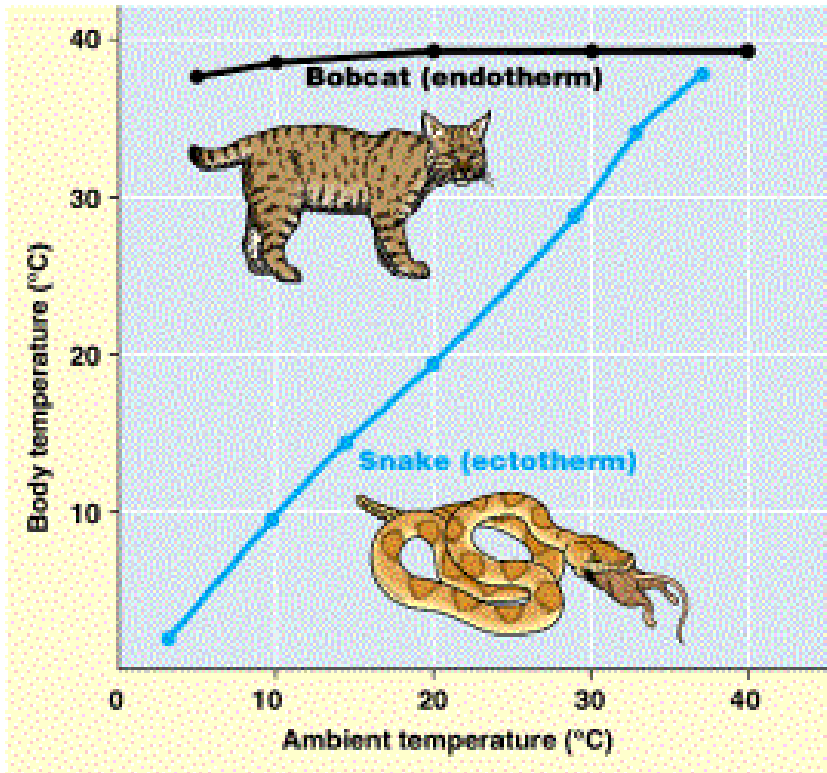 40
Bobcat (endotherm)
30
Body temperature (°C)
20
Snake (ectotherm)
10
0 10 20 30 40
Ambient temperature (°C)